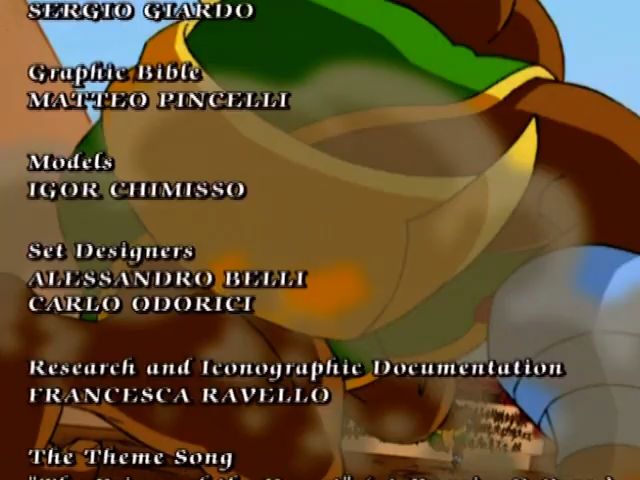 SERGIO GIARDO
Graphic Bible
MATTEO PINCELLI
Models
IGOR CHIMISSO
Set Designers
ALESSANDRO BELLI
CARLO ODORICI
Research and Iconographic Documentation
FRANCESCA RAVELLO
The Theme Song